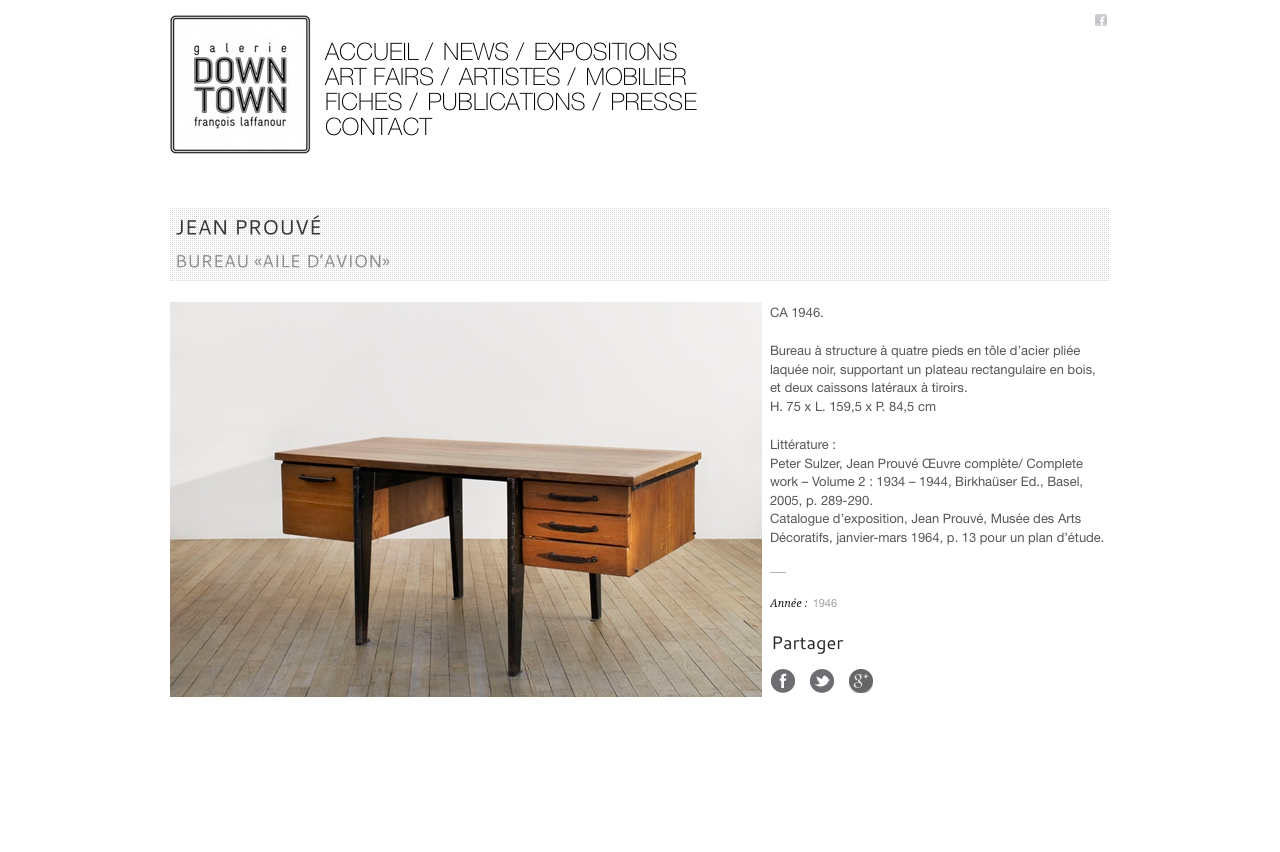 galerie
DOWN
TOWN
françois laffanour
ACCUEIL / NEWS / EXPOSITIONS
ART FAIRS / ARTISTES / MOBILIER
FICHES / PUBLICATIONS / PRESSE
CONTACT
JEAN PROUVÉ
BUREAU «AILE D’AVION»
CA 1946.
Bureau à structure à quatre pieds en tôle d’acier pliée
laquée noir, supportant un plateau rectangulaire en bois,
et deux caissons latéraux à tiroirs.
H. 75 x L. 159,5 x P. 84,5 cm
Littérature :
Peter Sulzer, Jean Prouvé Œuvre complète/ Complete
work – Volume 2 : 1934 – 1944, Birkhaüser Ed., Basel,
2005, p. 289-290.
Catalogue d’exposition, Jean Prouvé, Musée des Arts
Décoratifs, janvier-mars 1964, p. 13 pour un plan d’étude.
Année : 1946
Partager